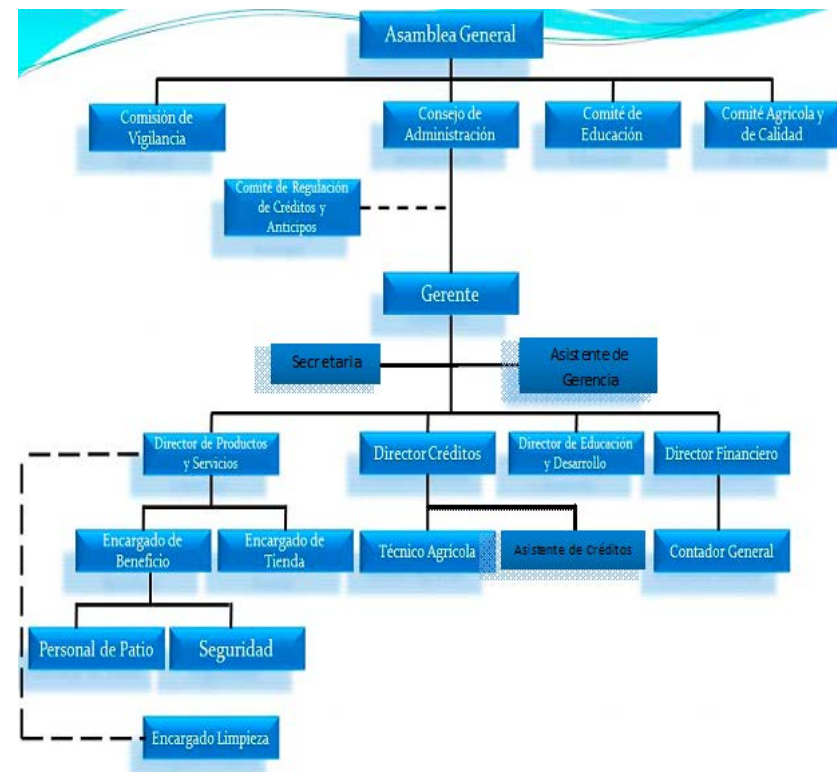 Asamblea General
Comisión de
Vigilancia
Consejo de
Administración
Comité de
Educación
Comité Agrícola y
de Calidad
Comité de Regulación
de Créditos y
Anticipos
Gerente
Secretaria
Asistente de
Gerencia
Director de Productos
y Servicios
Director Créditos
Director de Educación
y Desarrollo
Director Financiero
Encargado de
Beneficio
Encargado de
Tienda
Técnico Agrícola
Asistente de Créditos
Contador General
Personal de Patio
Seguridad
Encargado Limpieza